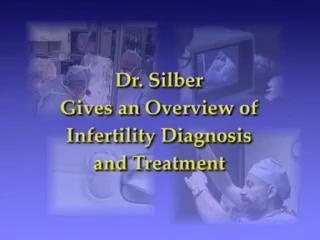 Dr. Silber
Gives an Overview of
Infertility Diagnosis
and Treatment